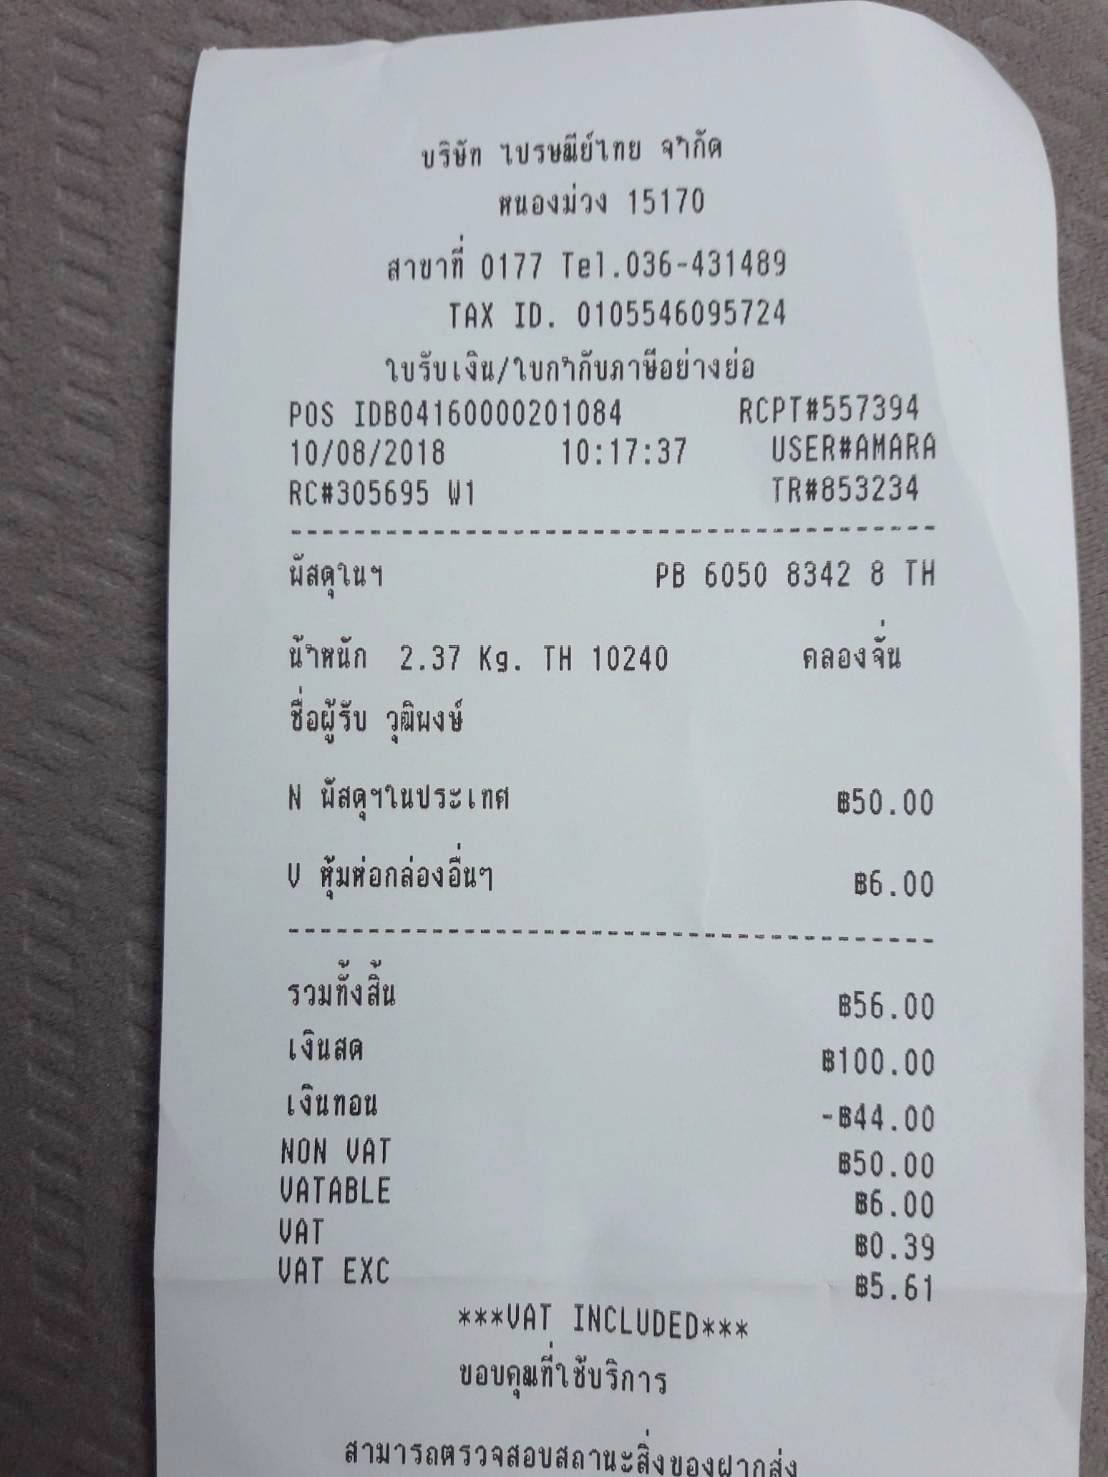 บริษัท ไปรษณีย์ไทย จำกัด
หนองม่วง 15170
สาขาที่ 0177 Tel.036-431489
TAX ID. 0105546095724
ใบรับเงิน/ใบกำกับภาษีอย่างย่อ
POS IDB04160000201084 RCPT#557394
10/08/2018 10:17:37 USER#AMARA
RC#305695 W1 TR#853234
พัสดุในฯ PB 6050 8342 8 TH
น้ำหนัก 2.37 Kg. TH 10240 คลองจั่น
ชื่อผู้รับ วุฒิพงษ์
N พัสดุฯในประเทศ ฿50.00
V หุ้มห่อกล่องอื่นๆ ฿6.00
รวมทั้งสิ้น ฿56.00
เงินสด ฿100.00
เงินทอน -฿44.00
NON VAT ฿50.00
VATABLE ฿6.00
VAT ฿0.39
VAT EXC ฿5.61
***VAT INCLUDED***
ขอบคุณที่ใช้บริการ
สามารถตรวจสอบสถานะสิ่งของฝากส่ง